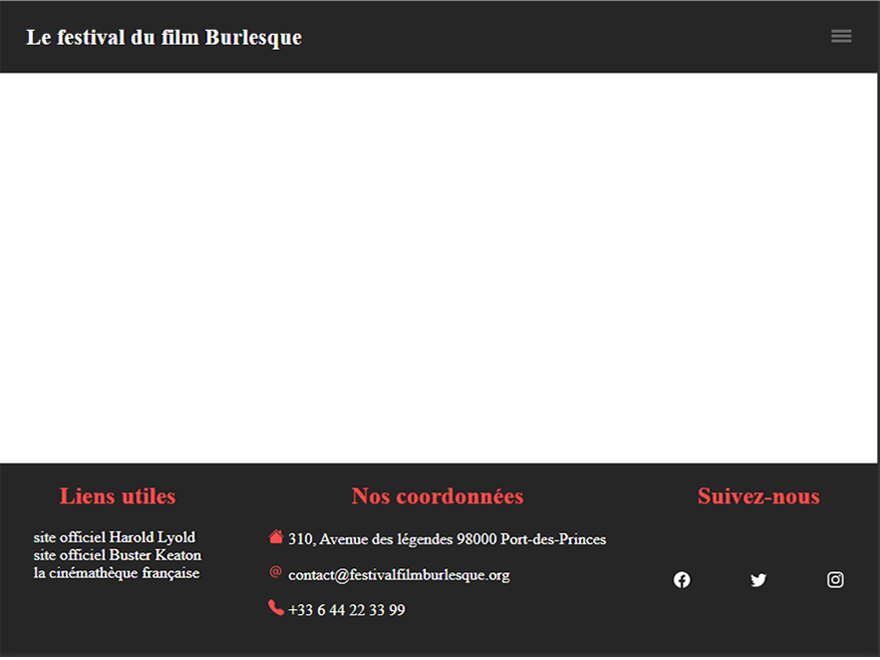 Le festival du film Burlesque
Liens utiles
site officiel Harold Lyold
site officiel Buster Keaton
la cinémathèque française
Nos coordonnées
310, Avenue des légendes 98000 Port-des-Princes
@ contact@festivalfilmburlesque.org
+33 6 44 22 33 99
Suivez-nous